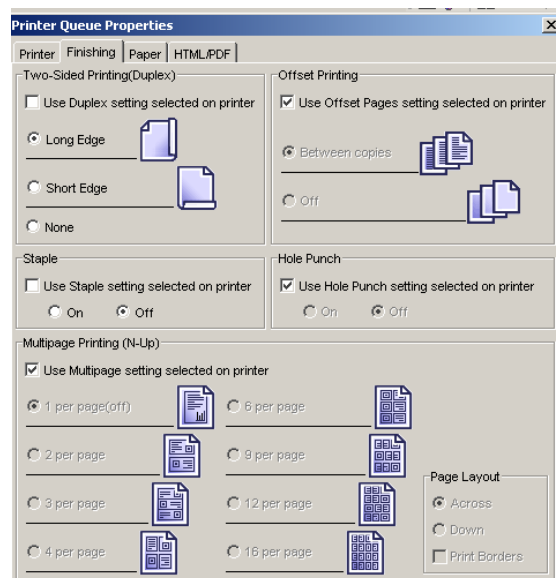 Printer Queue Properties
Printer Finishing Paper HTML/PDF
Two-Sided Printing(Duplex)
Use Duplex setting selected on printer
Long Edge
Short Edge
None
Offset Printing
Use Offset Pages setting selected on printer
Between copies
Off
Staple
Use Staple setting selected on printer
On Off
Hole Punch
Use Hole Punch setting selected on printer
On Off
Multipage Printing (N-Up)
Use Multipage setting selected on printer
1 per page(off)
2 per page
3 per page
4 per page
6 per page
9 per page
12 per page
16 per page
Page Layout
Across
Down
Print Borders